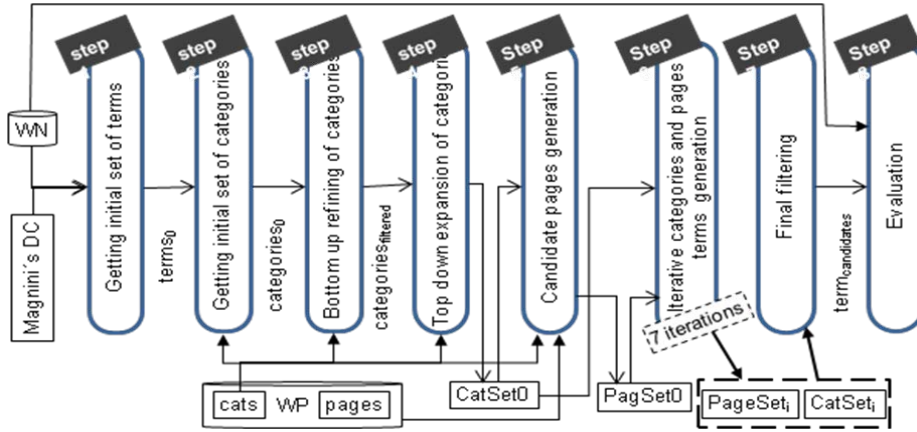 step
step
step
step
Step
Step
Step
Step
WN
Magnini´s DC
Getting initial set of terms
terms0
Getting initial set of categories
categories0
Bottom up refining of categories
categoriesfiltered
Top down expansion of
Candidate pages generation
Iterative categories and pages
terms generation
Final filtering
termcandidates
Evaluation
7 iterations
cats
WP
pages
CatSet0
PagSet0
PageSeti
CatSeti